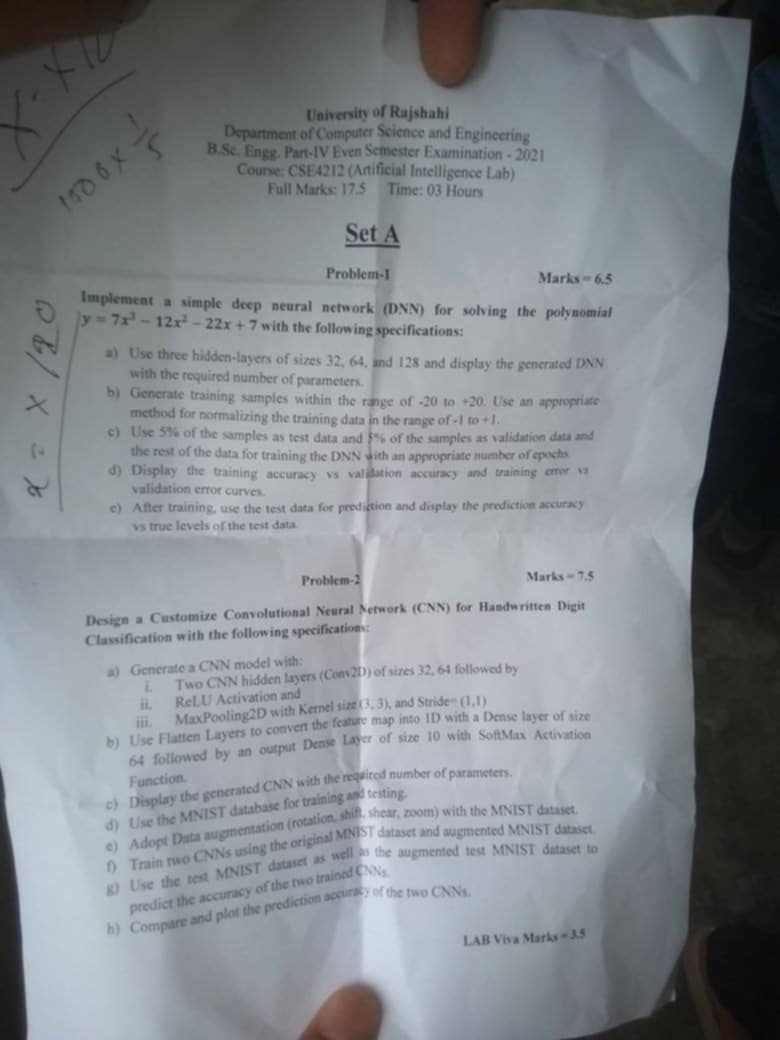 x = x 10
1500 x 1/5
x = x / 20
University of Rajshahi
Department of Computer Science and Engineering
B.Sc. Engg. Part-IV Even Semester Examination - 2021
Course: CSE4212 (Artificial Intelligence Lab)
Full Marks: 17.5 Time: 03 Hours
Set A
Problem-1 Marks = 6.5
Implement a simple deep neural network (DNN) for solving the polynomial
y = 7x³ − 12x² − 22x + 7 with the following specifications:
a) Use three hidden-layers of sizes 32, 64, and 128 and display the generated DNN
with the required number of parameters.
b) Generate training samples within the range of -20 to +20. Use an appropriate
method for normalizing the training data in the range of -1 to +1.
c) Use 5% of the samples as test data and 5% of the samples as validation data and
the rest of the data for training the DNN with an appropriate number of epochs.
d) Display the training accuracy vs validation accuracy and training error vs
validation error curves.
e) After training, use the test data for prediction and display the prediction accuracy
vs true levels of the test data.
Problem-2 Marks = 7.5
Design a Customize Convolutional Neural Network (CNN) for Handwritten Digit
Classification with the following specifications:
a) Generate a CNN model with:
i. Two CNN hidden layers (Conv2D) of sizes 32, 64 followed by
ii. ReLU Activation and
iii. MaxPooling2D with Kernel size (3, 3), and Stride= (1,1)
b) Use Flatten Layers to convert the feature map into 1D with a Dense layer of size
64 followed by an output Dense Layer of size 10 with SoftMax Activation
Function.
c) Display the generated CNN with the required number of parameters.
d) Use the MNIST database for training and testing.
e) Adopt Data augmentation (rotation, shift, shear, zoom) with the MNIST dataset.
f) Train two CNNs using the original MNIST dataset and augmented MNIST dataset.
g) Use the test MNIST dataset as well as the augmented test MNIST dataset to
predict the accuracy of the two trained CNNs.
h) Compare and plot the prediction accuracy of the two CNNs.
LAB Viva Marks = 3.5